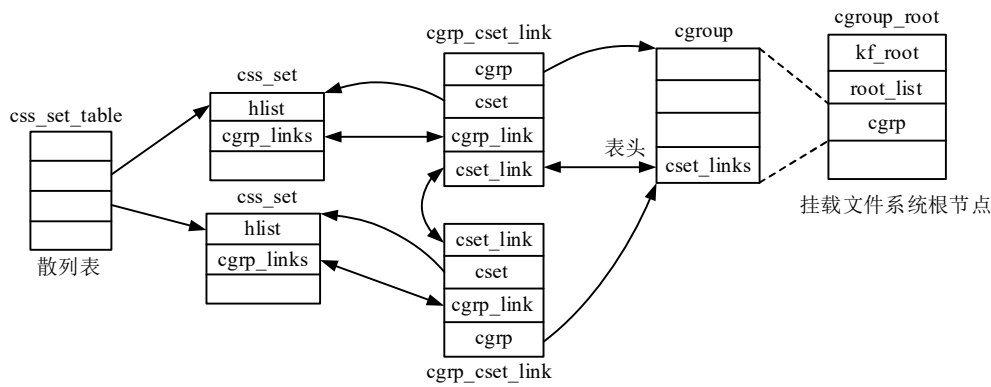 css_set_table
散列表
css_set
hlist
cgrp_links
css_set
hlist
cgrp_links
cgrp_cset_link
cgrp
cset
cgrp_link
cset_link
cset_link
cset
cgrp_link
cgrp
cgrp_cset_link
cgroup
表头
cset_links
cgroup_root
kf_root
root_list
cgrp
挂载文件系统根节点